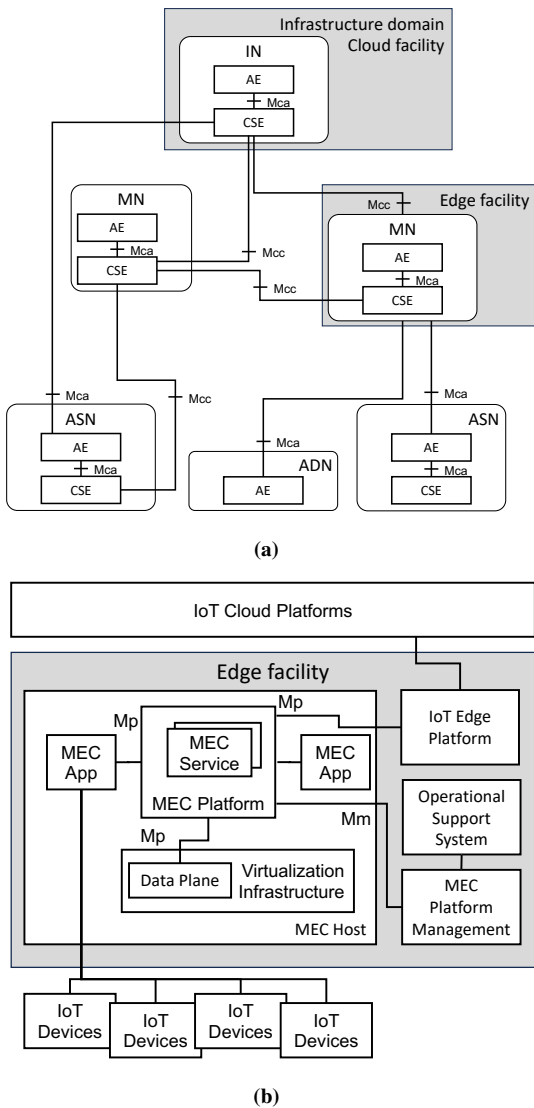 Infrastructure domain
Cloud facility
IN
AE
Mca
CSE
MN
AE
Mca
CSE
Mcc
Mcc
Mcc
Edge facility
MN
AE
Mca
CSE
Mca
Mcc
Mca
Mca
ASN
AE
Mca
CSE
ADN
AE
ASN
AE
Mca
CSE
(a)
IoT Cloud Platforms
Edge facility
Mp
Mp
MEC
App
MEC
Service
MEC Platform
MEC
App
IoT Edge
Platform
Mp
Mm
Operational
Support
System
Data Plane
Virtualization
Infrastructure
MEC Host
MEC
Platform
Management
IoT
Devices
IoT
Devices
IoT
Devices
IoT
Devices
(b)